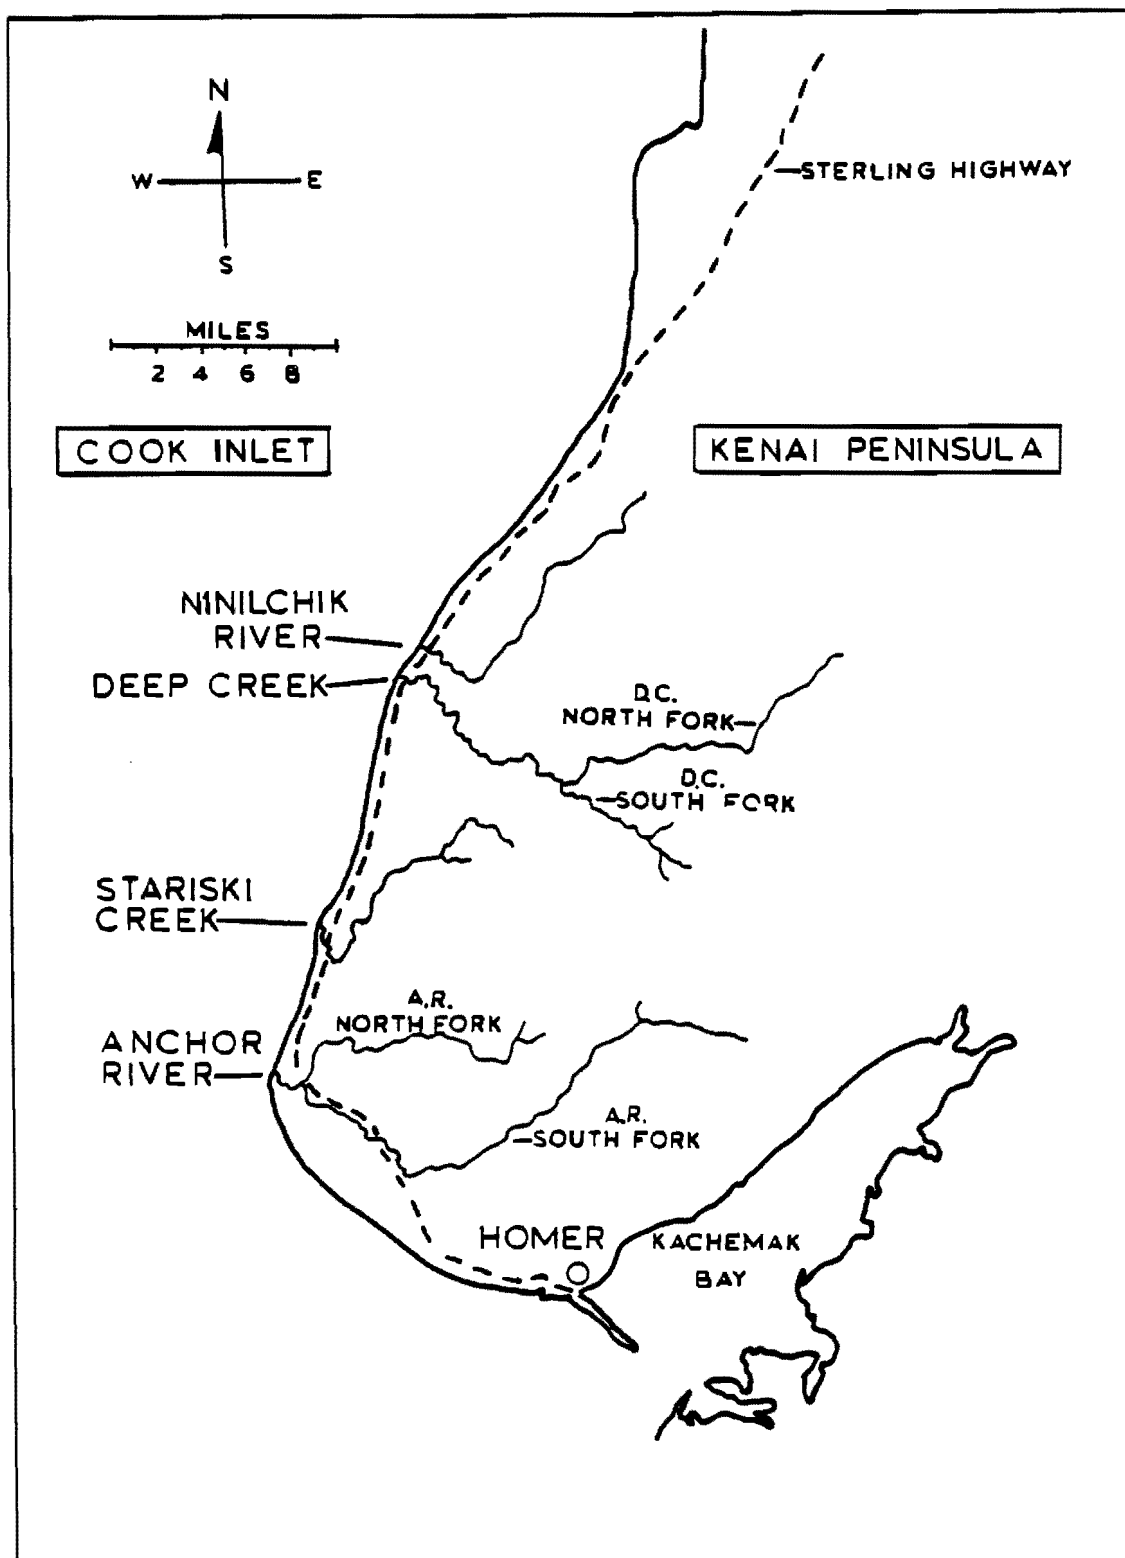 N
W E
S
STERLING HIGHWAY
MILES
2 4 6 8
COOK INLET
KENAI PENINSULA
NINILCHIK
RIVER
DEEP CREEK
D.C.
NORTH FORK
D.C.
SOUTH FORK
STARISKI
CREEK
A.R.
NORTH FORK
ANCHOR
RIVER
A.R.
SOUTH FORK
HOMER
KACHEMAK
BAY